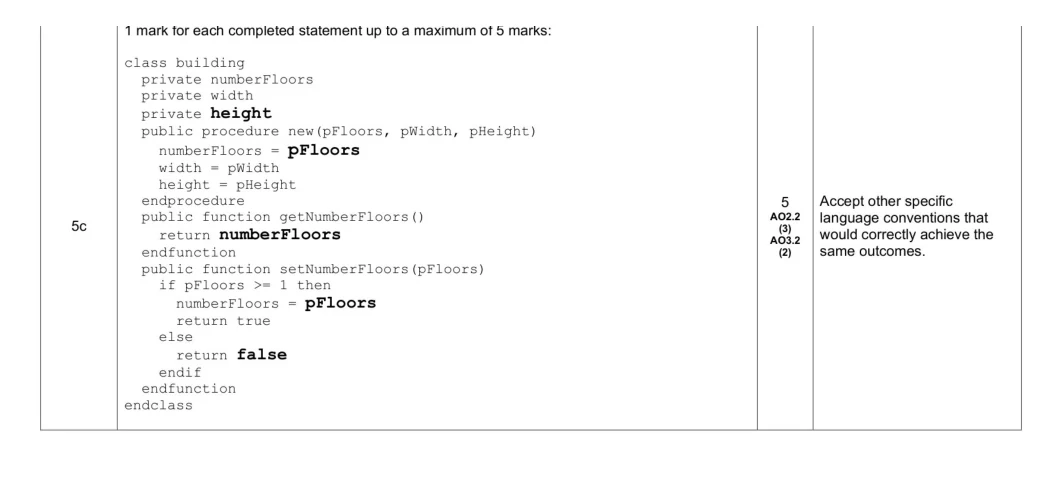 1 mark for each completed statement up to a maximum of 5 marks:
class building
private numberFloors
private width
private height
public procedure new(pFloors, pWidth, pHeight)
numberFloors = pFloors
width = pWidth
height = pHeight
endprocedure
public function getNumberFloors()
return numberFloors
endfunction
public function setNumberFloors(pFloors)
if pFloors >= 1 then
numberFloors = pFloors
return true
else
return false
endif
endfunction
endclass
5c
5
AO2.2
(3)
AO3.2
(2)
Accept other specific
language conventions that
would correctly achieve the
same outcomes.